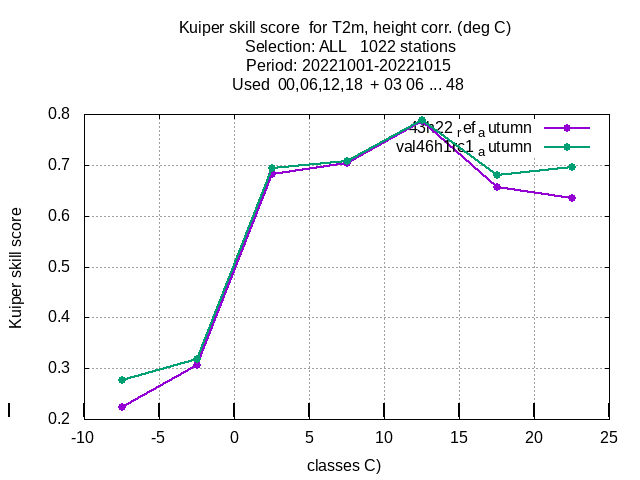 Kuiper skill score for T2m, height corr. (deg C)
Selection: ALL 1022 stations
Period: 20221001-20221015
Used 00,06,12,18 + 03 06 ... 48
0.8
0.7
0.6
0.5
0.4
0.3
0.2
Kuiper skill score
ref autumn
autumn
-10
-5
0
5
10
15
20
25
classes C)